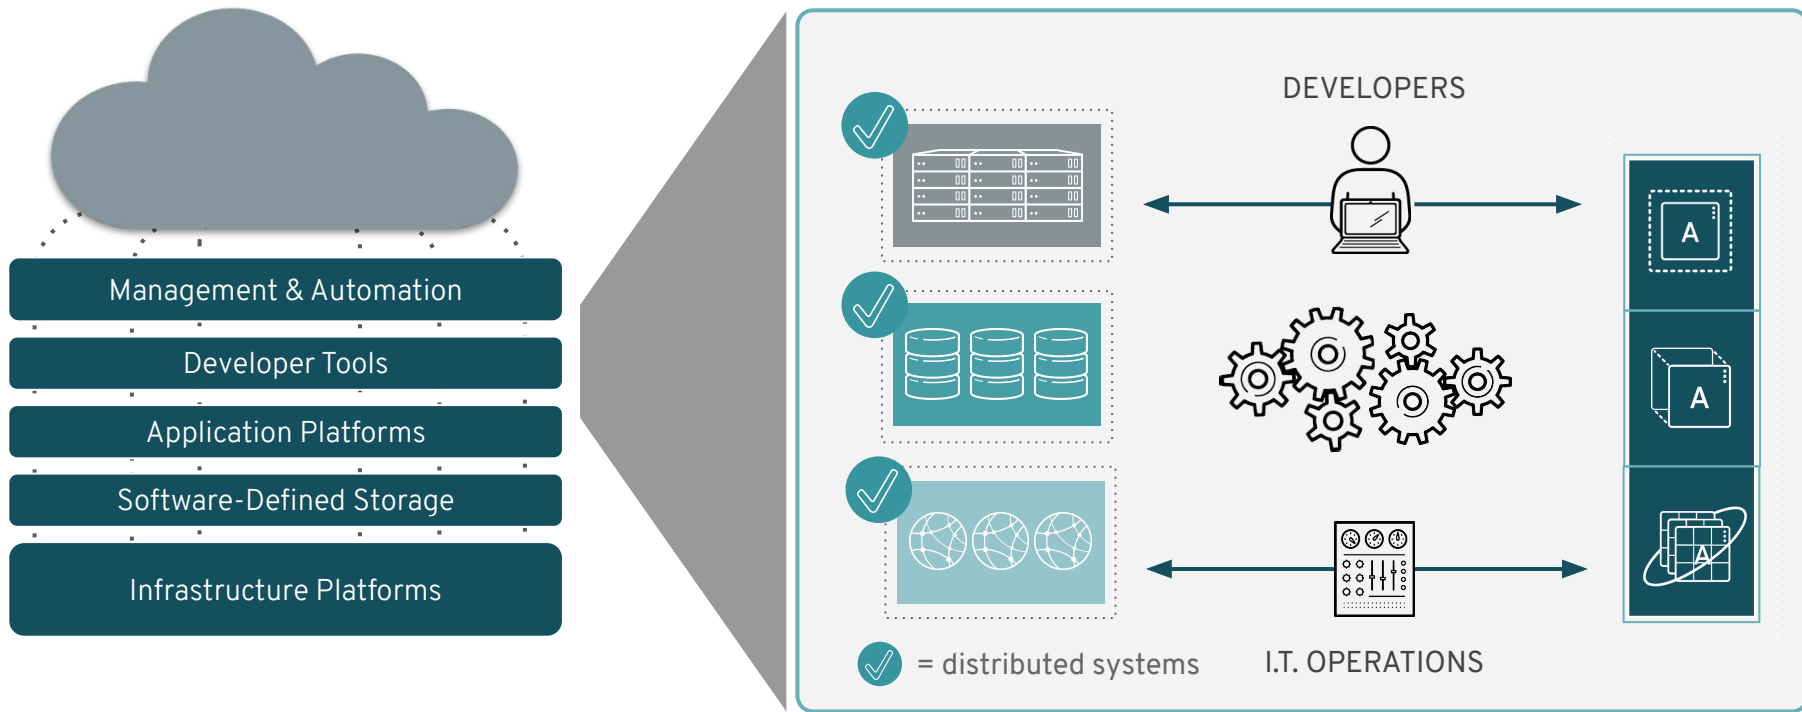 Management & Automation
Developer Tools
Application Platforms
Software-Defined Storage
Infrastructure Platforms
DEVELOPERS
A
A
A
= distributed systems
I.T. OPERATIONS